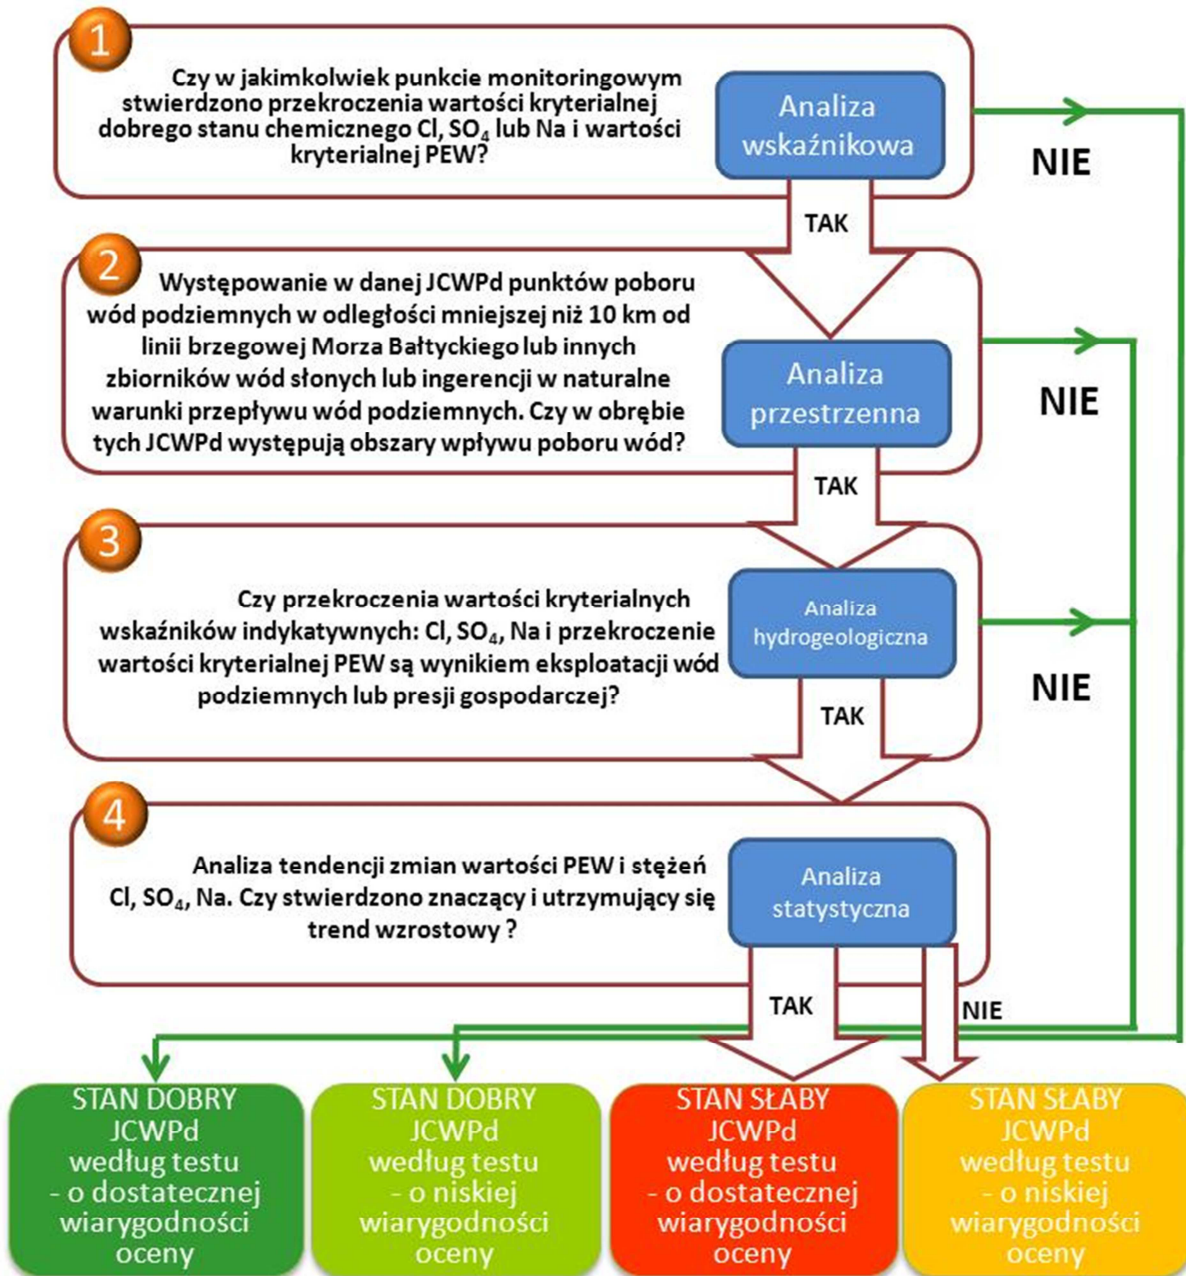 1
Czy w jakimkolwiek punkcie monitoringowym
stwierdzono przekroczenia wartości kryterialnej
dobrego stanu chemicznego Cl, SO₄ lub Na i wartości
kryterialnej PEW?
Analiza
wskaźnikowa
NIE
TAK
2
Występowanie w danej JCWPd punktów poboru
wód podziemnych w odległości mniejszej niż 10 km od
linii brzegowej Morza Bałtyckiego lub innych
zbiorników wód słonych lub ingerencji w naturalne
warunki przepływu wód podziemnych. Czy w obrębie
tych JCWPd występują obszary wpływu poboru wód?
Analiza
przestrzenna
NIE
TAK
3
Czy przekroczenia wartości kryterialnych
wskaźników indykatywnych: Cl, SO₄, Na i przekroczenie
wartości kryterialnej PEW są wynikiem eksploatacji wód
podziemnych lub presji gospodarczej?
Analiza
hydrogeologiczna
NIE
TAK
4
Analiza tendencji zmian wartości PEW i stężeń
Cl, SO₄, Na. Czy stwierdzono znaczący i utrzymujący się
trend wzrostowy ?
Analiza
statystyczna
TAK
NIE
STAN DOBRY
JCWPd
według testu
- o dostatecznej
wiarygodności
oceny
STAN DOBRY
JCWPd
według testu
- o niskiej
wiarygodności
oceny
STAN SŁABY
JCWPd
według testu
- o dostatecznej
wiarygodności
oceny
STAN SŁABY
JCWPd
według testu
- o niskiej
wiarygodności
oceny